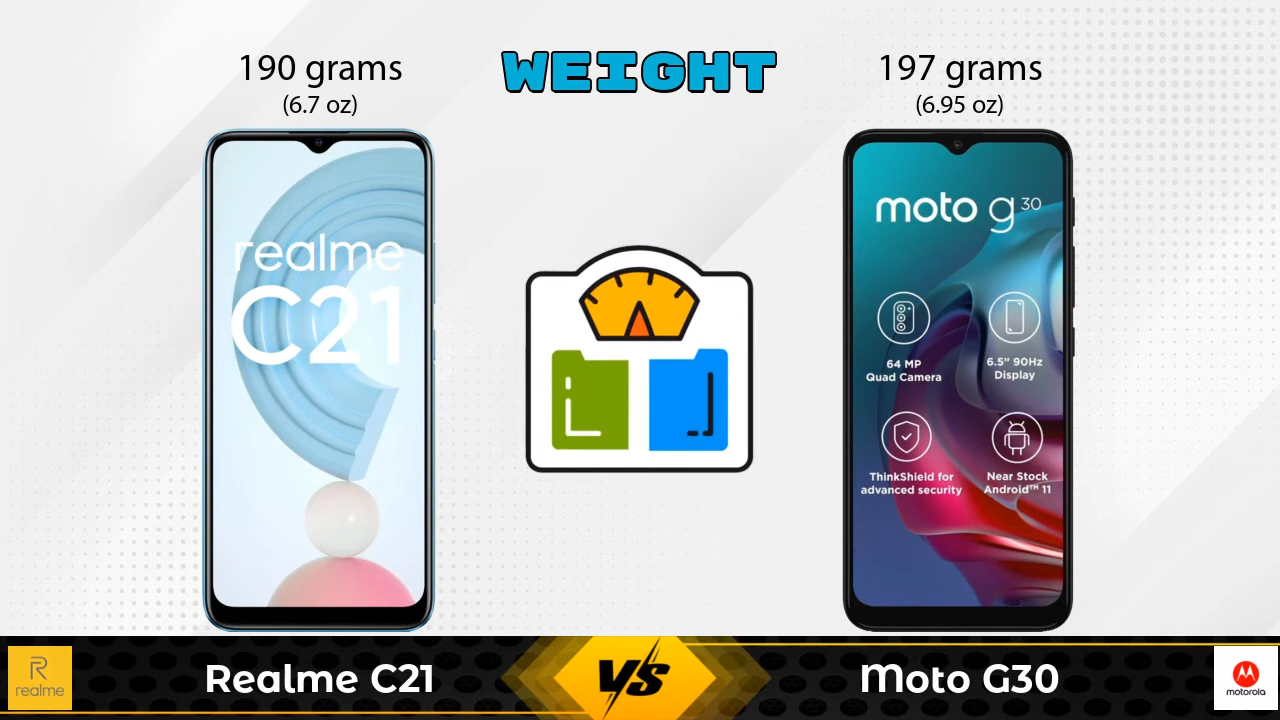 WEIGHT
190 grams
(6.7 oz)
197 grams
(6.95 oz)
realme
C21
moto g 30
64 MP
Quad Camera
6.5" 90Hz
Display
ThinkShield for
advanced security
Near Stock
Android™ 11
R
realme
Realme C21
VS
Moto G30
motorola